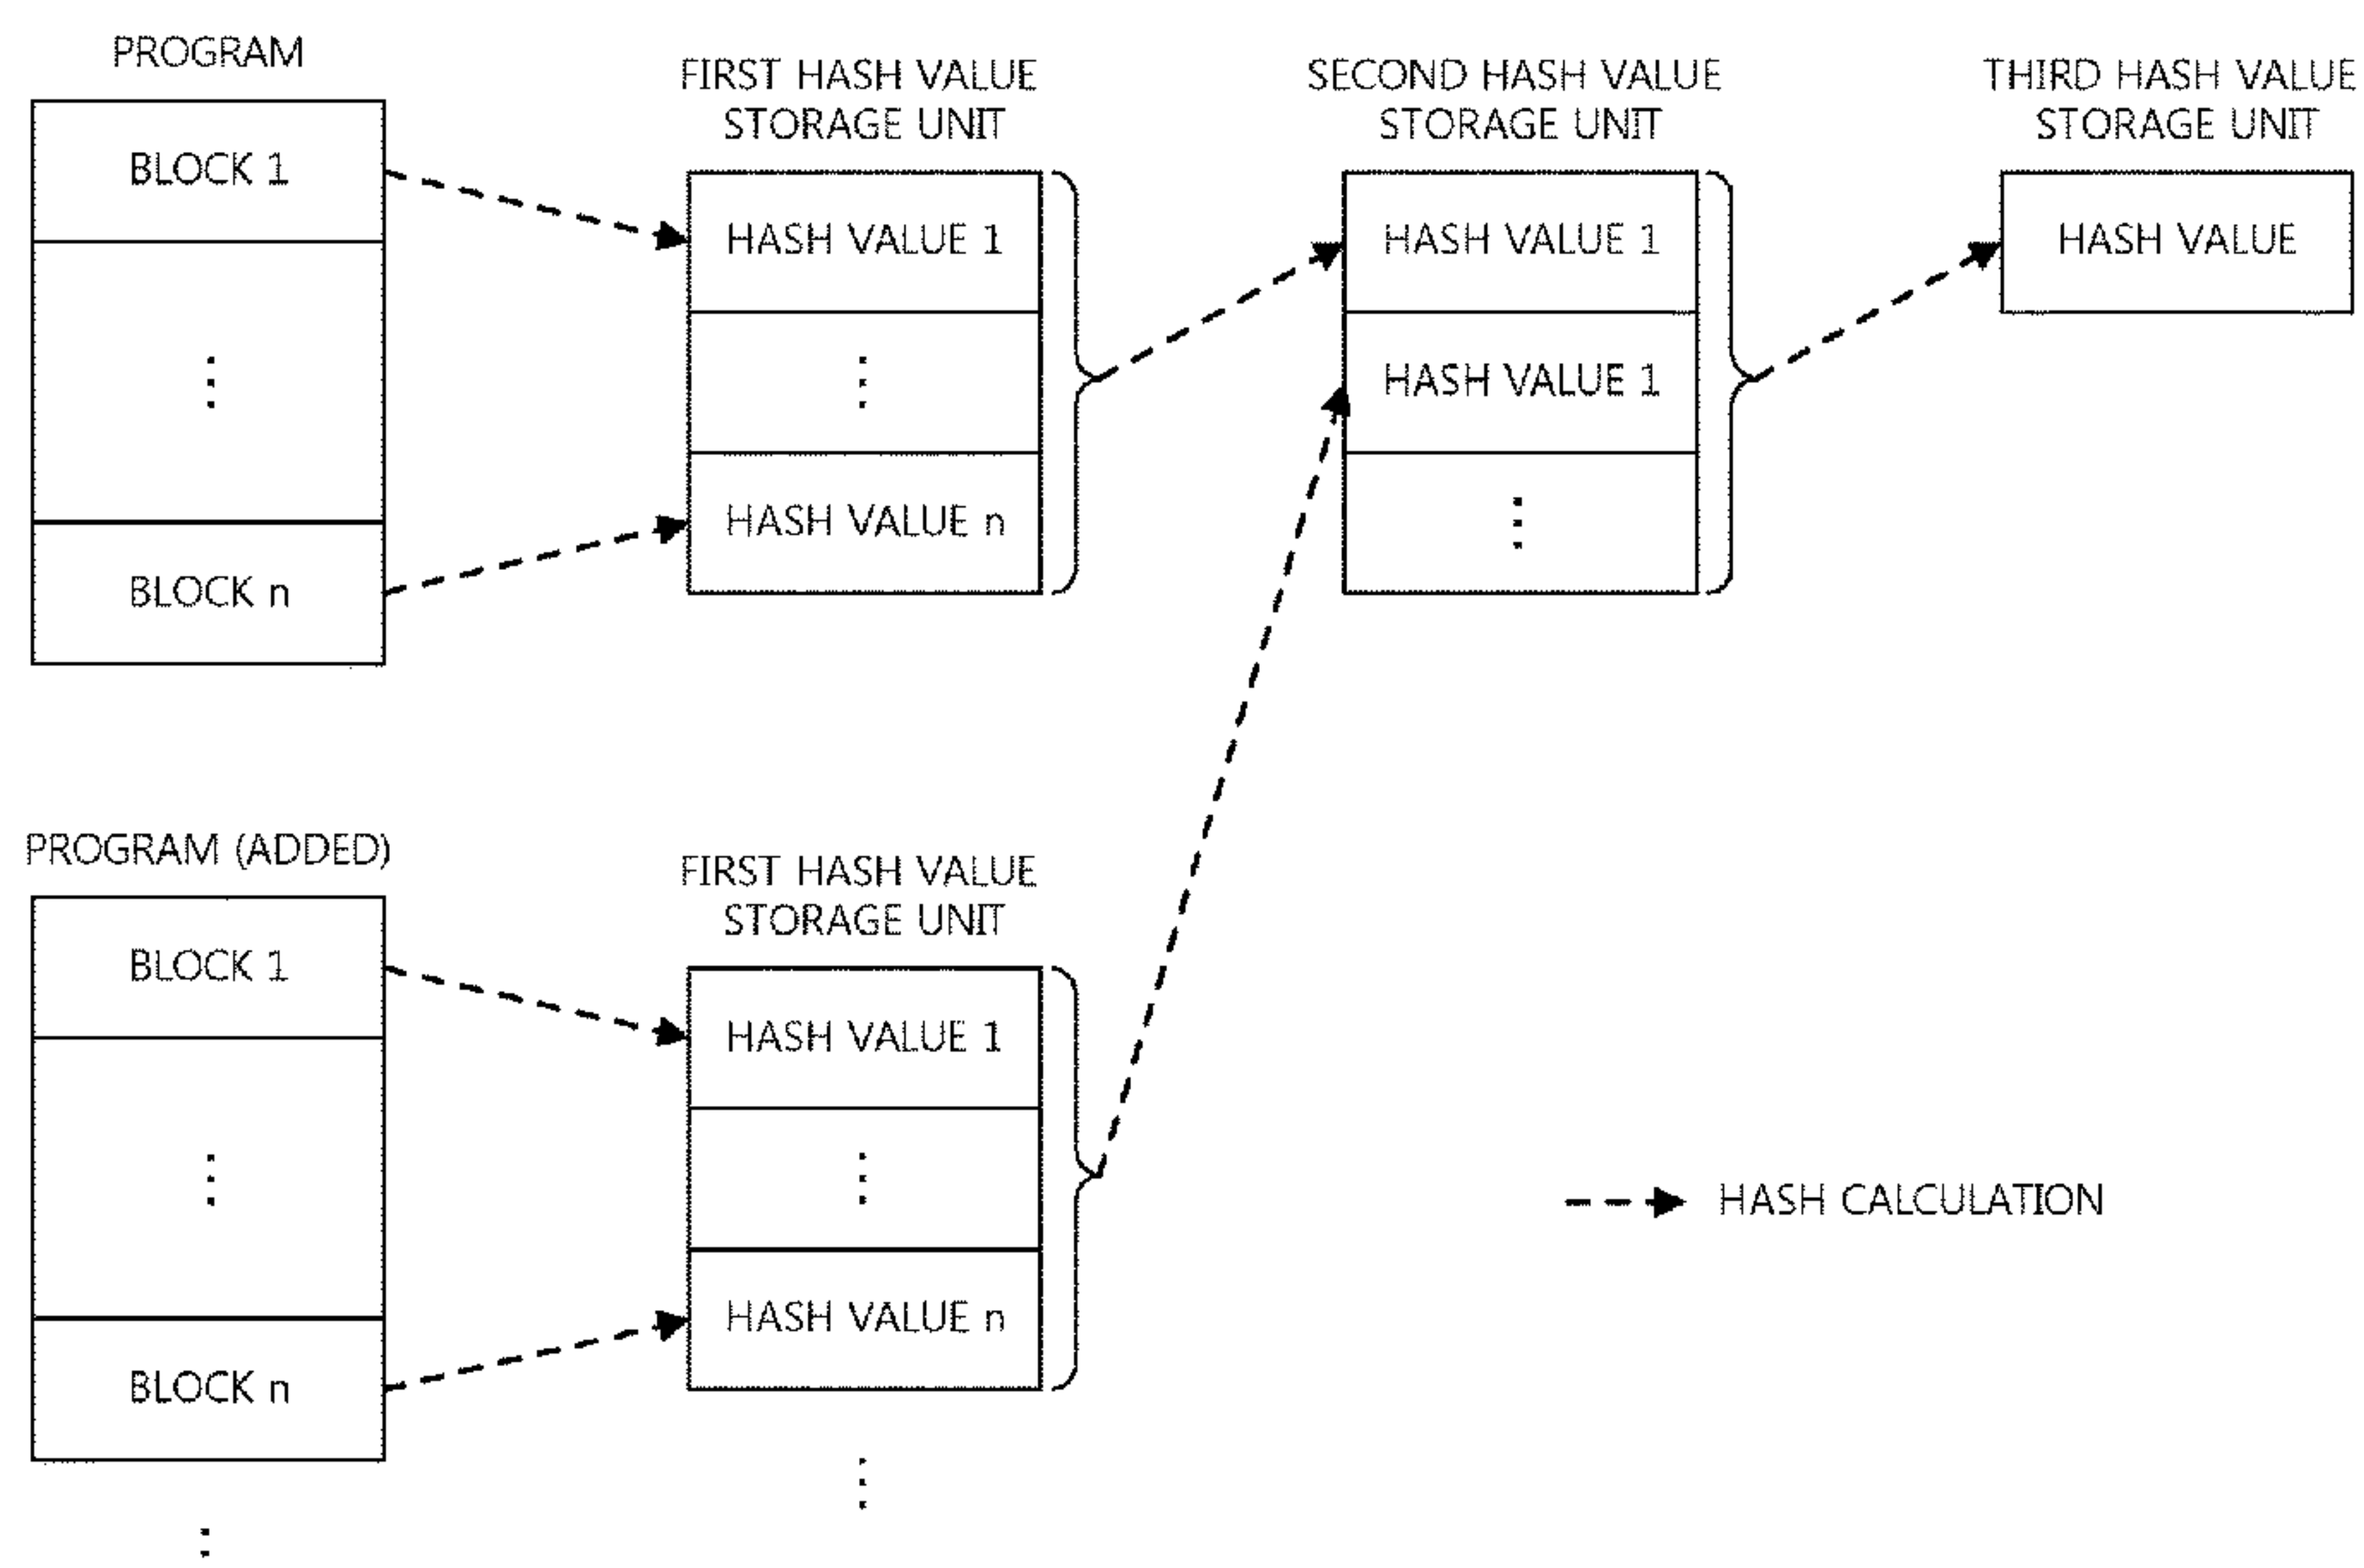 PROGRAM
BLOCK 1
BLOCK n
FIRST HASH VALUE
STORAGE UNIT
HASH VALUE 1
HASH VALUE n
SECOND HASH VALUE
STORAGE UNIT
HASH VALUE 1
HASH VALUE 1
THIRD HASH VALUE
STORAGE UNIT
HASH VALUE
PROGRAM (ADDED)
BLOCK 1
BLOCK n
FIRST HASH VALUE
STORAGE UNIT
HASH VALUE 1
HASH VALUE n
HASH CALCULATION